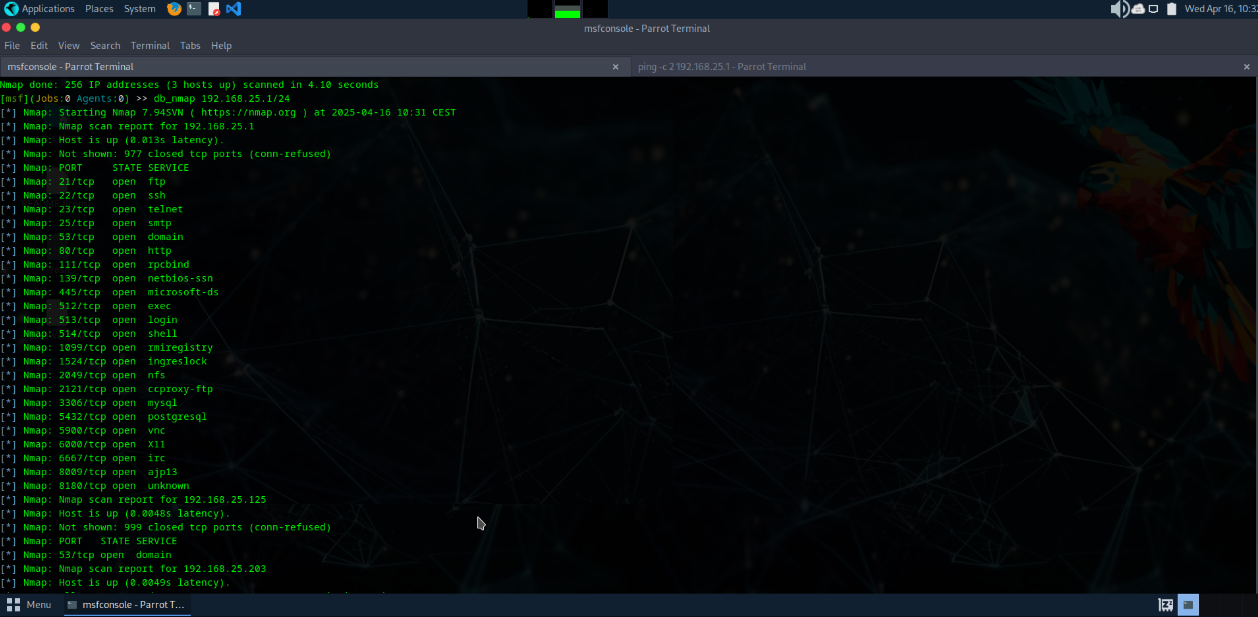 Applications Places System Wed Apr 16, 10:3
msfconsole - Parrot Terminal
File Edit View Search Terminal Tabs Help
msfconsole - Parrot Terminal × ping -c 2 192.168.25.1 - Parrot Terminal ×
Nmap done: 256 IP addresses (3 hosts up) scanned in 4.10 seconds
[msf](Jobs:0 Agents:0) >> db_nmap 192.168.25.1/24
[*] Nmap: Starting Nmap 7.94SVN ( https://nmap.org ) at 2025-04-16 10:31 CEST
[*] Nmap: Nmap scan report for 192.168.25.1
[*] Nmap: Host is up (0.013s latency).
[*] Nmap: Not shown: 977 closed tcp ports (conn-refused)
[*] Nmap: PORT STATE SERVICE
[*] Nmap: 21/tcp open ftp
[*] Nmap: 22/tcp open ssh
[*] Nmap: 23/tcp open telnet
[*] Nmap: 25/tcp open smtp
[*] Nmap: 53/tcp open domain
[*] Nmap: 80/tcp open http
[*] Nmap: 111/tcp open rpcbind
[*] Nmap: 139/tcp open netbios-ssn
[*] Nmap: 445/tcp open microsoft-ds
[*] Nmap: 512/tcp open exec
[*] Nmap: 513/tcp open login
[*] Nmap: 514/tcp open shell
[*] Nmap: 1099/tcp open rmiregistry
[*] Nmap: 1524/tcp open ingreslock
[*] Nmap: 2049/tcp open nfs
[*] Nmap: 2121/tcp open ccproxy-ftp
[*] Nmap: 3306/tcp open mysql
[*] Nmap: 5432/tcp open postgresql
[*] Nmap: 5900/tcp open vnc
[*] Nmap: 6000/tcp open X11
[*] Nmap: 6667/tcp open irc
[*] Nmap: 8009/tcp open ajp13
[*] Nmap: 8180/tcp open unknown
[*] Nmap: Nmap scan report for 192.168.25.125
[*] Nmap: Host is up (0.0048s latency).
[*] Nmap: Not shown: 999 closed tcp ports (conn-refused)
[*] Nmap: PORT STATE SERVICE
[*] Nmap: 53/tcp open domain
[*] Nmap: Nmap scan report for 192.168.25.203
[*] Nmap: Host is up (0.0049s latency).
Menu msfconsole - Parrot T...